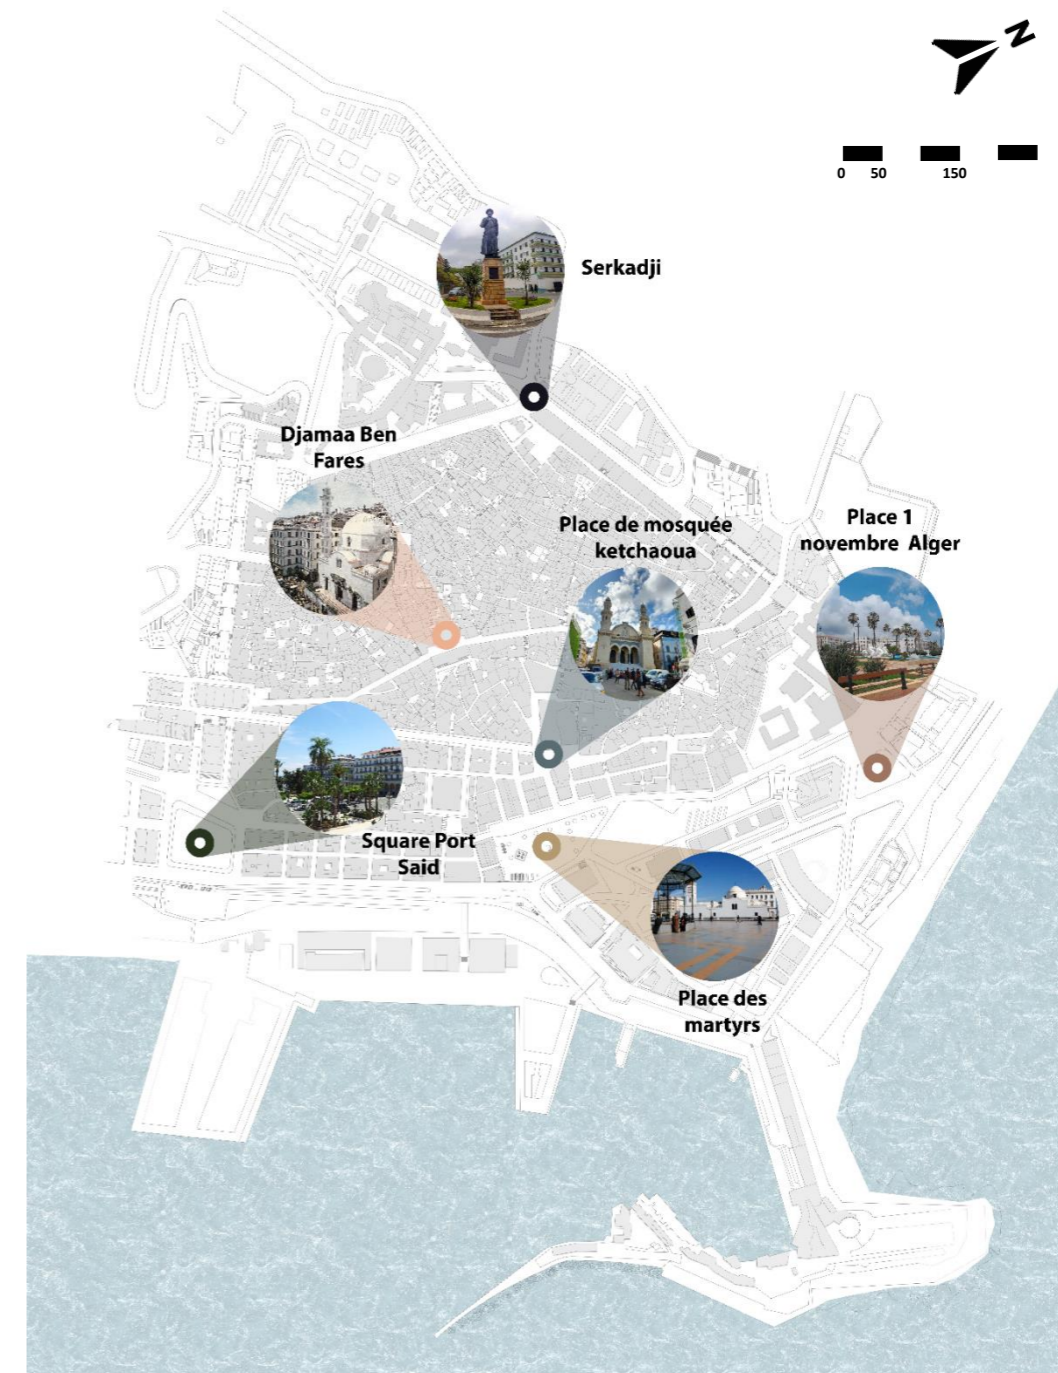 N
0 50 150
Serkadji
Djamaa Ben
Fares
Place de mosquée
ketchaoua
Place 1
novembre Alger
Square Port
Said
Place des
martyrs